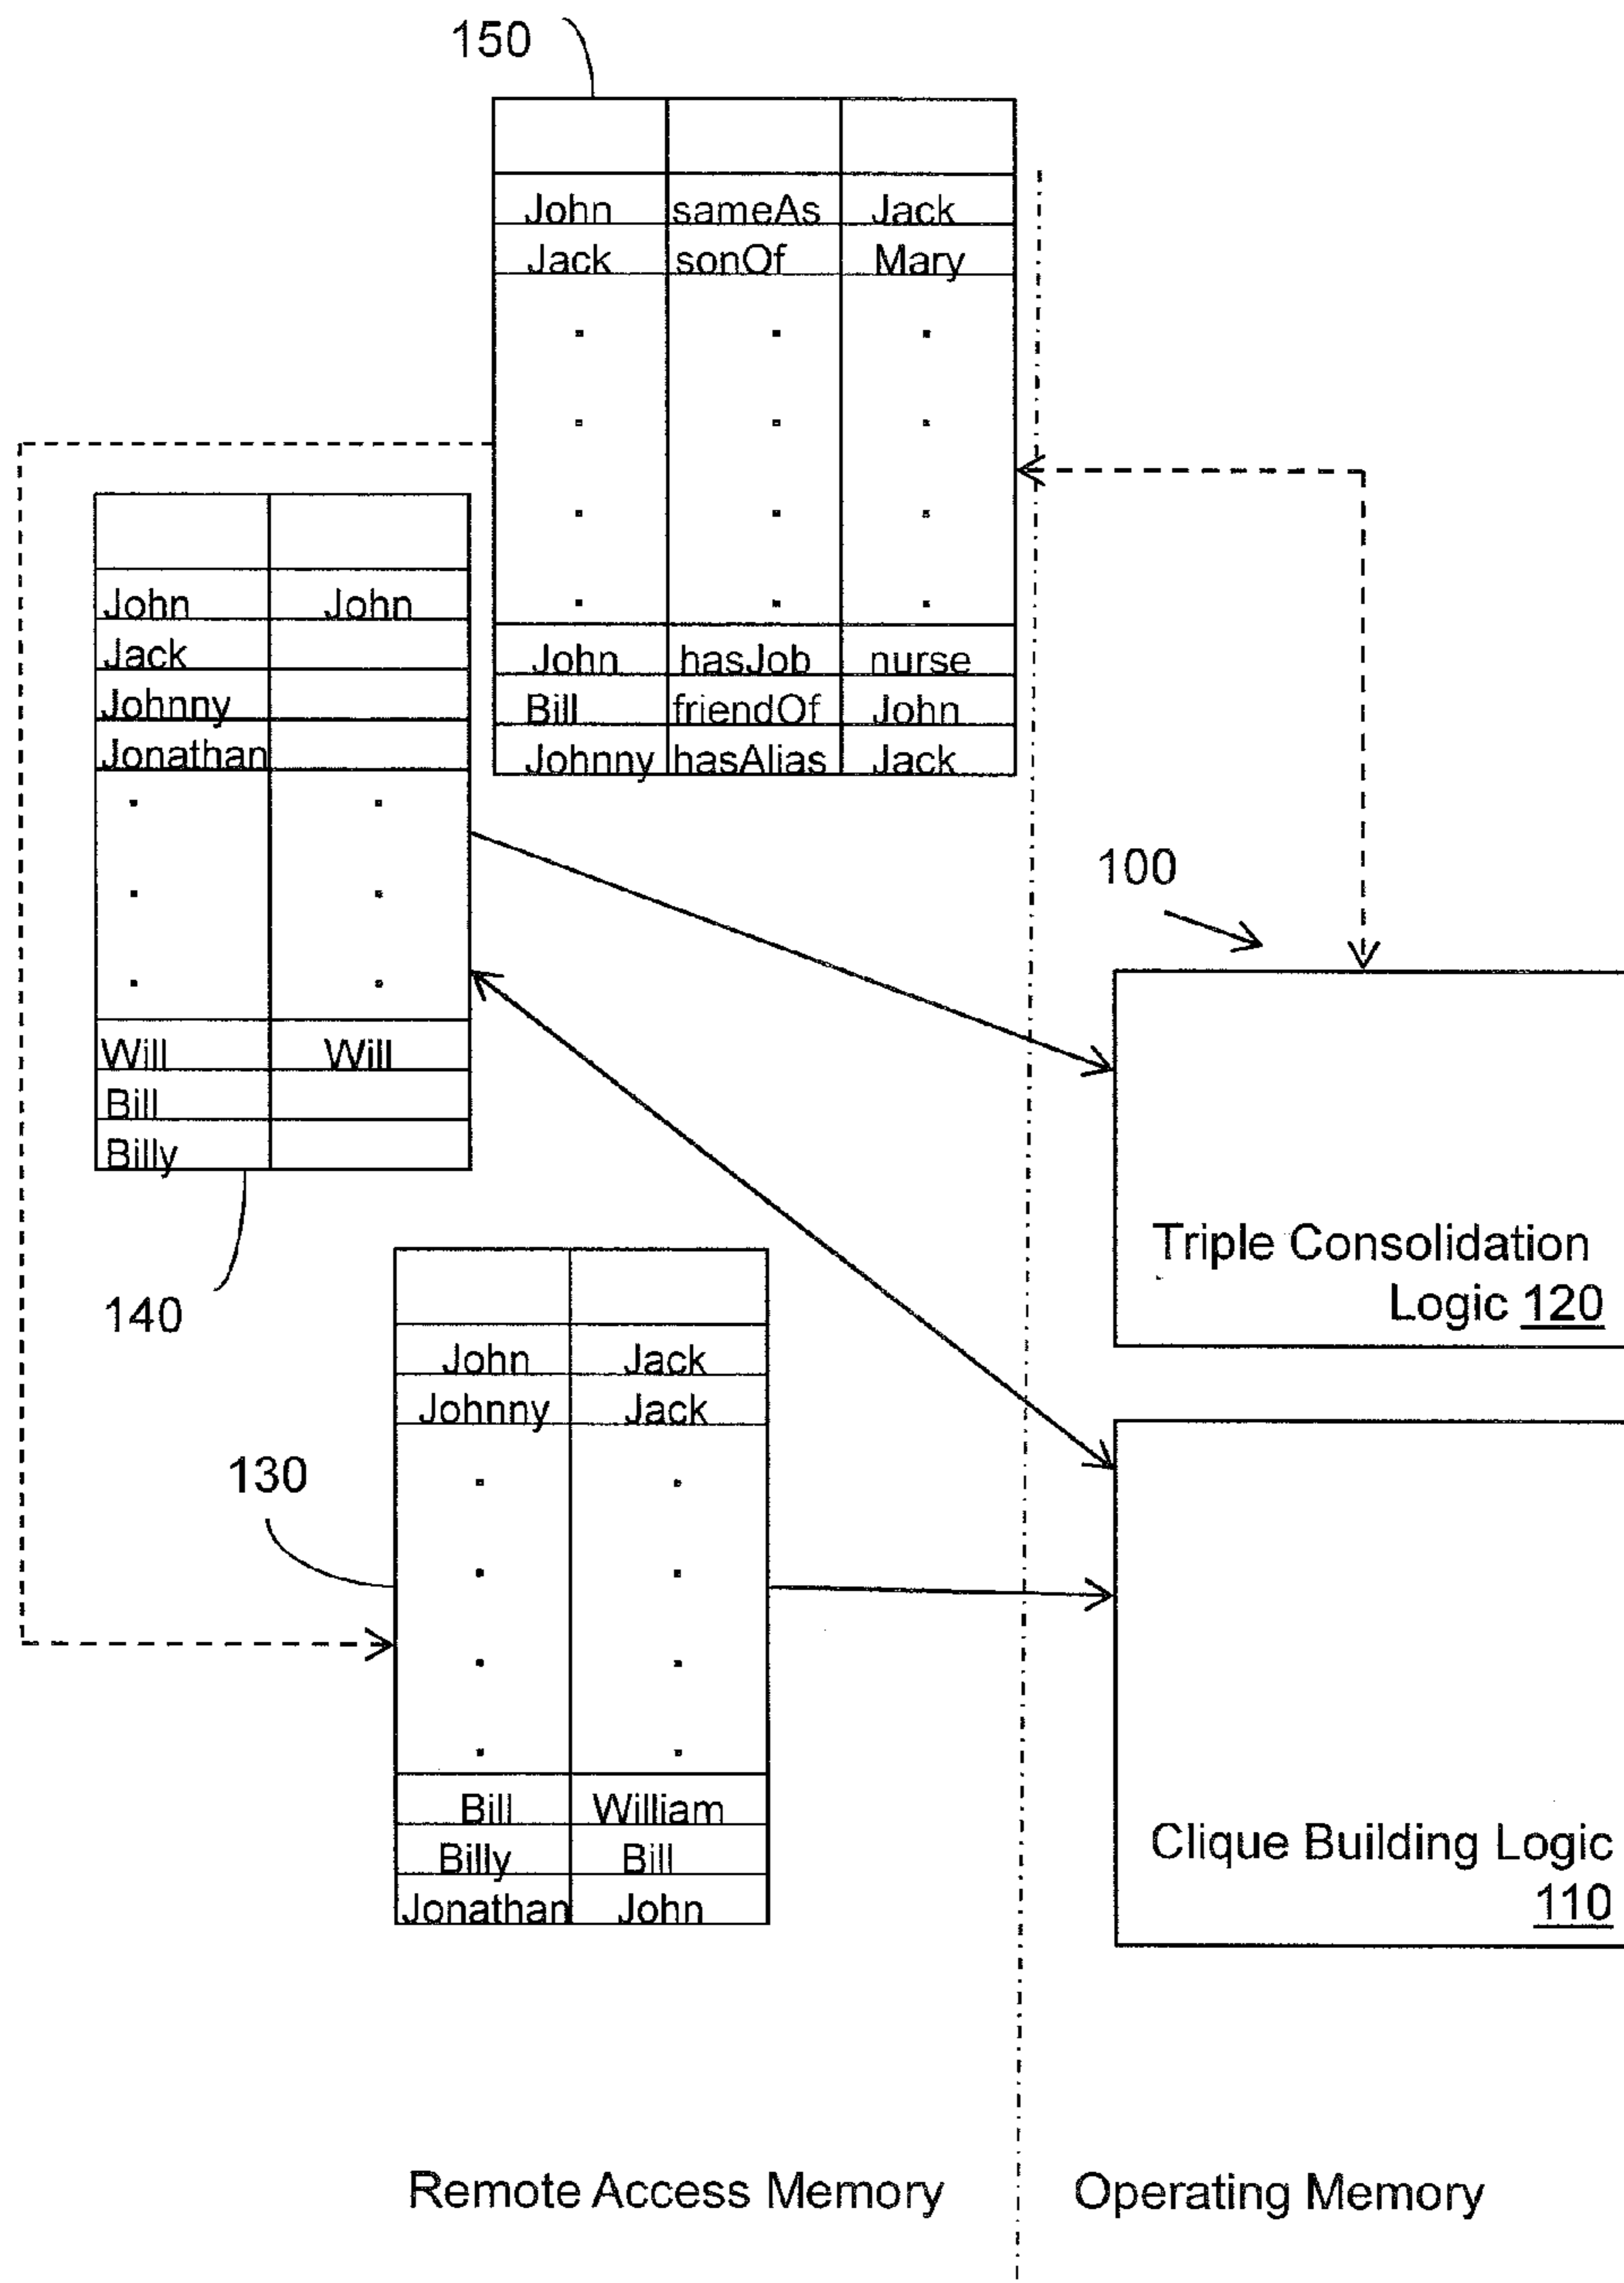 150
John sameAs Jack
Jack sonOf Mary
John hasJob nurse
Bill friendOf John
Johnny hasAlias Jack
John John
Jack
Johnny
Jonathan
Will Will
Bill
Billy
140
100
Triple Consolidation
Logic 120
John Jack
Johnny Jack
130
Bill William
Billy Bill
Jonathan John
Clique Building Logic
110
Remote Access Memory
Operating Memory